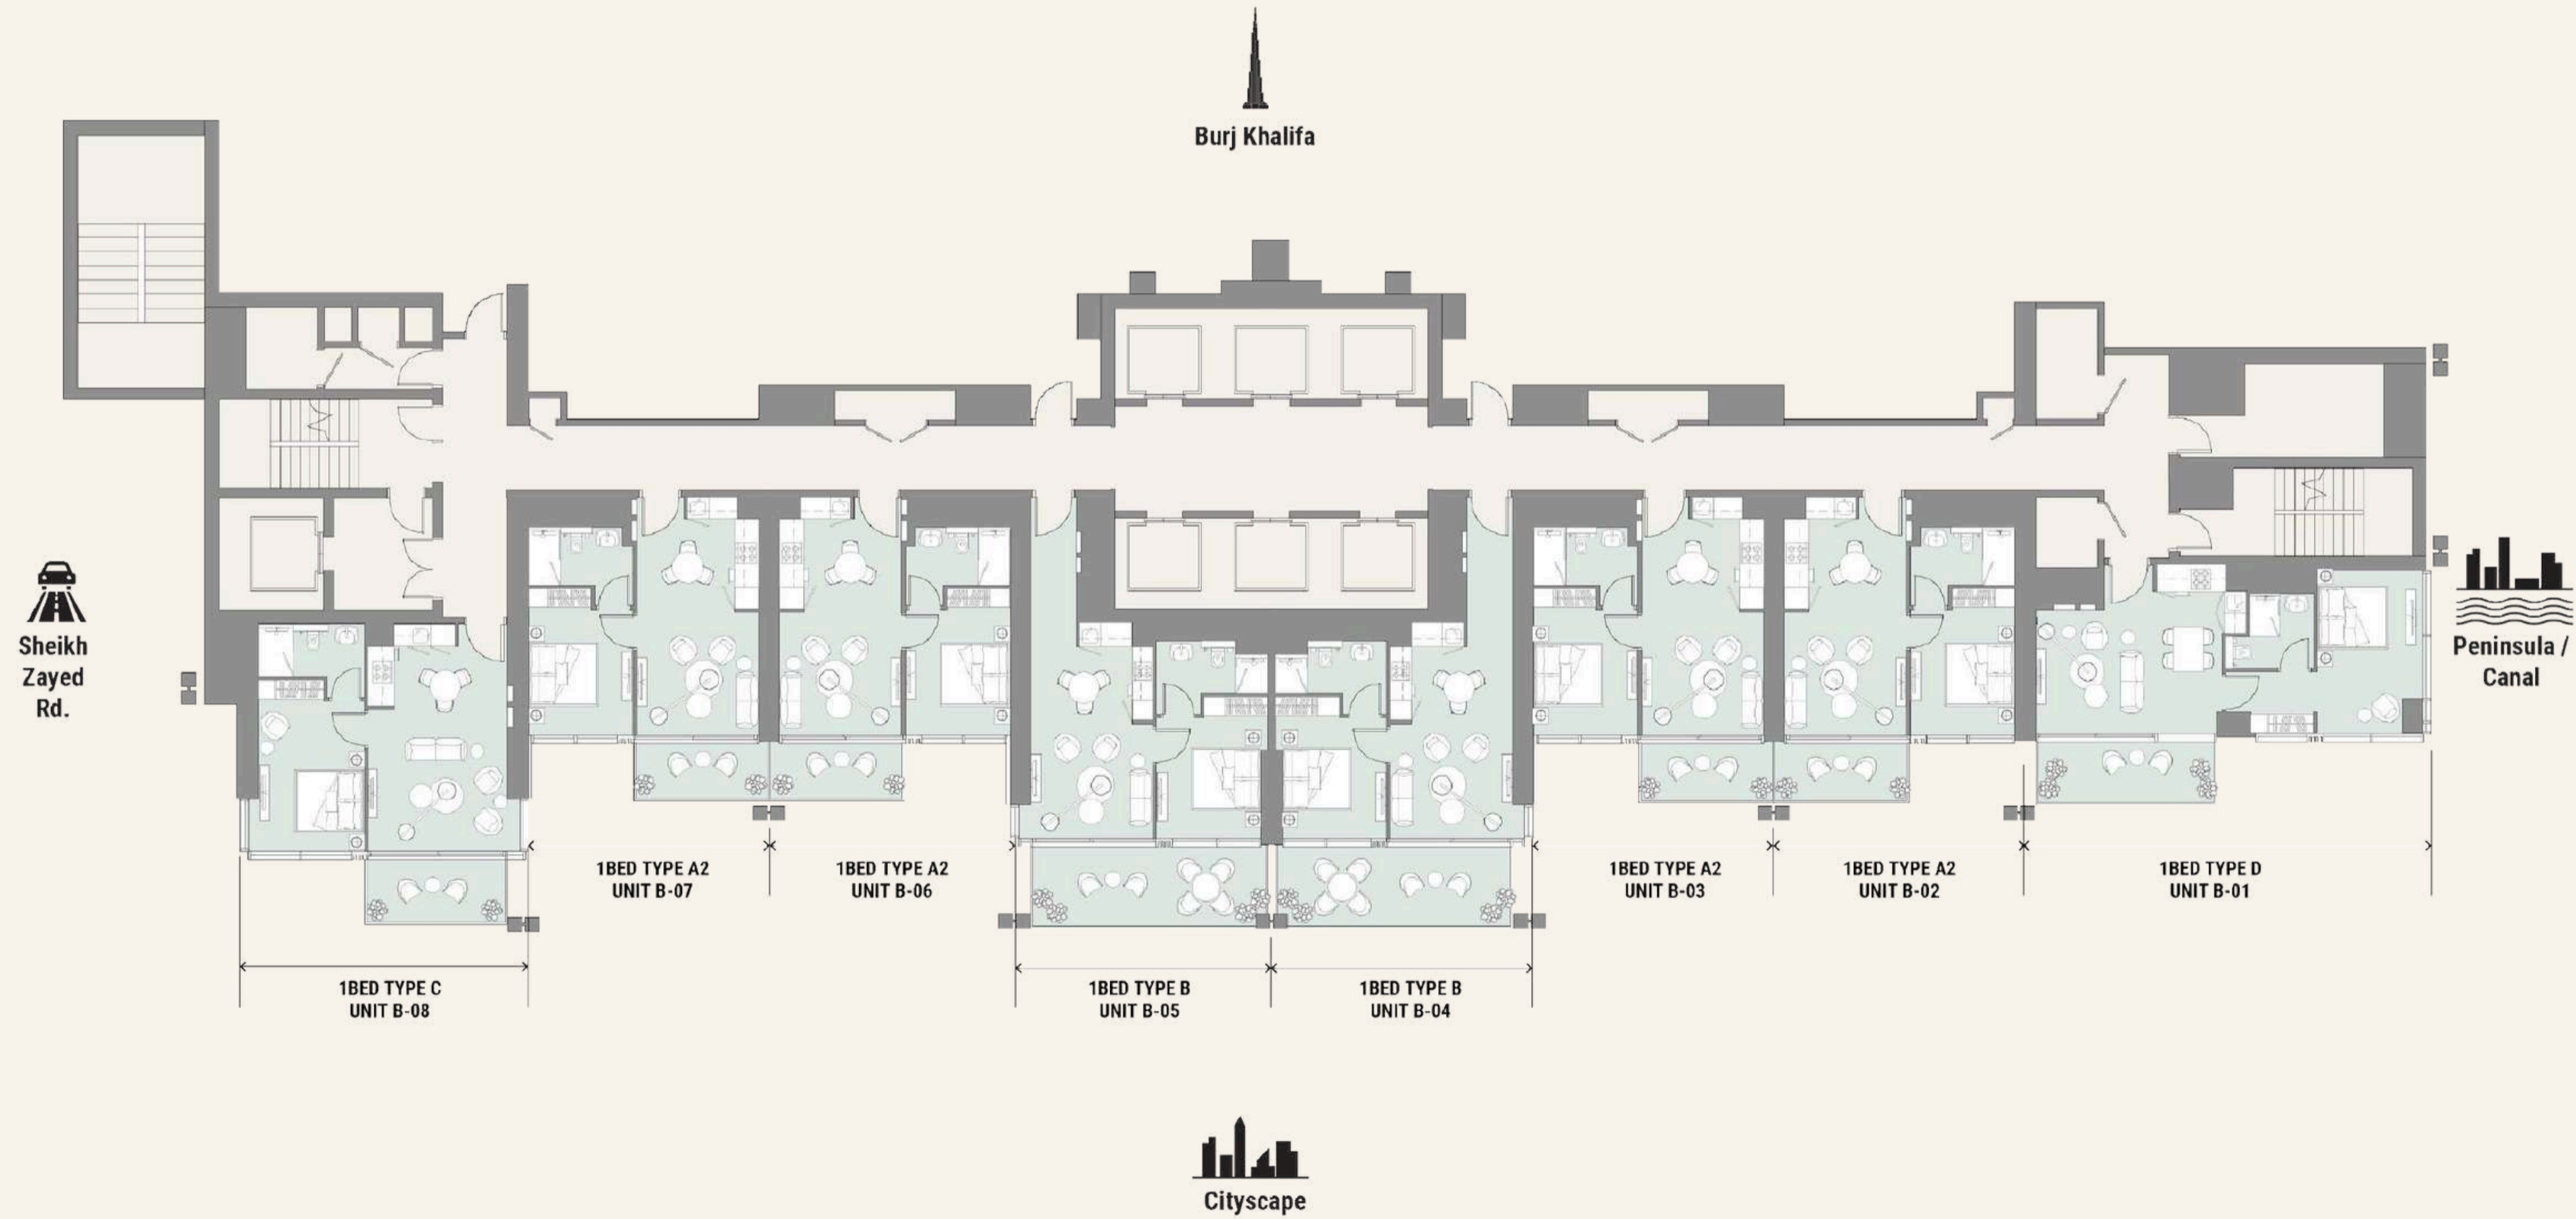 Burj Khalifa
Sheikh
Zayed
Rd.
Peninsula /
Canal
1BED TYPE A2
UNIT B-07
1BED TYPE A2
UNIT B-06
1BED TYPE A2
UNIT B-03
1BED TYPE A2
UNIT B-02
1BED TYPE D
UNIT B-01
1BED TYPE C
UNIT B-08
1BED TYPE B
UNIT B-05
1BED TYPE B
UNIT B-04
Cityscape